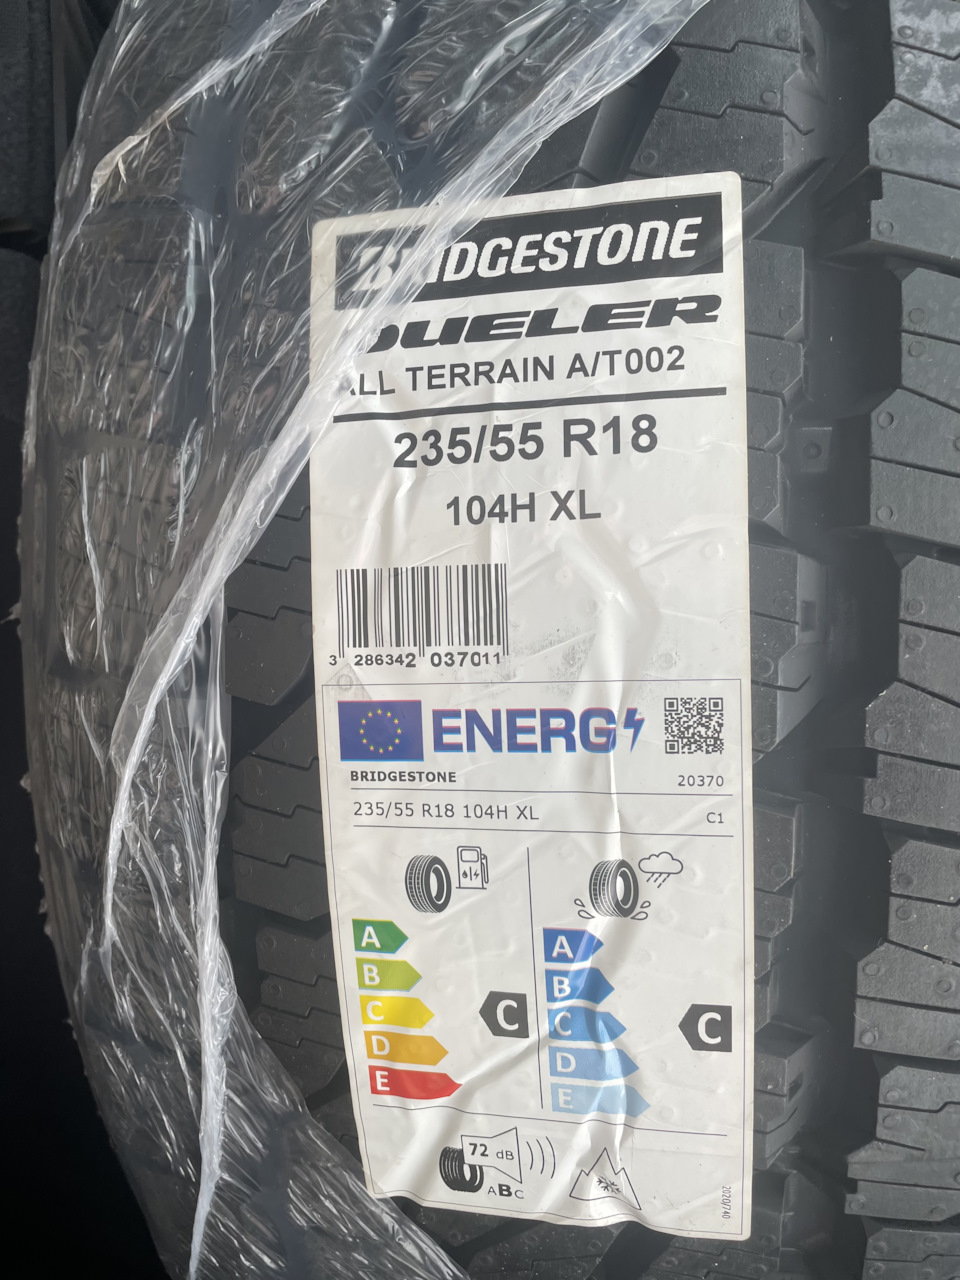 BRIDGESTONE
DUELER
ALL TERRAIN A/T002
235/55 R18
104H XL
3 286342 037011
ENERG
BRIDGESTONE 20370
235/55 R18 104H XL C1
A A
B B
C C C C
D D
E E
72 dB
ABC
2020/740